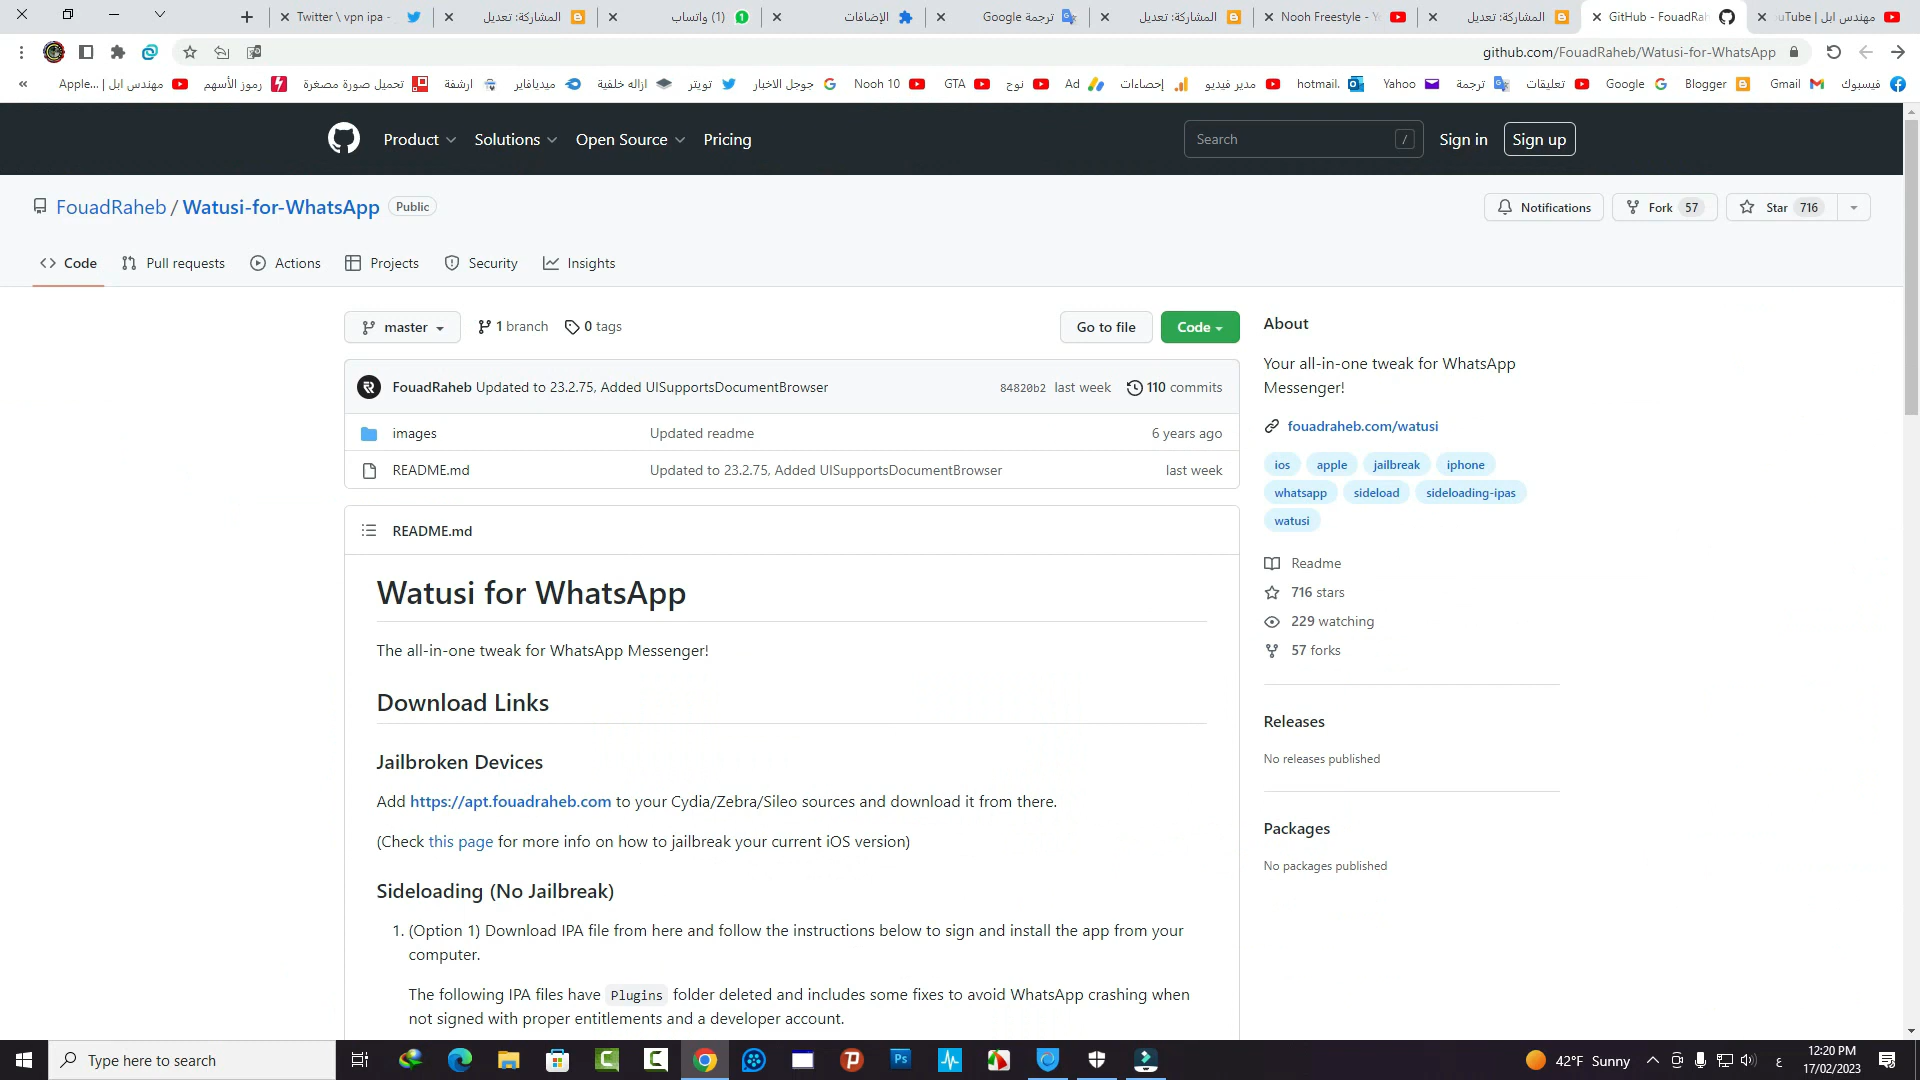 Twitter \ vpn ipa -
المشاركة: تعديل
(1) واتساب
الإضافات
ترجمة Google
المشاركة: تعديل
Nooh Freestyle - Y
المشاركة: تعديل
GitHub - FouadRah
مهندس ابل | uTube
github.com/FouadRaheb/Watusi-for-WhatsApp
«
مهندس ابل | Apple...
رموز الأسهم
تحميل صورة مصغرة
ارشفة
ميديافاير
ازاله خلفية
تويتر
جوجل الاخبار
Nooh 10
GTA
نوح
Ad
إحصاءات
مدير فيديو
hotmail.
Yahoo
ترجمة
تعليقات
Google
Blogger
Gmail
فيسبوك
Product
Solutions
Open Source
Pricing
Search
/
Sign in
Sign up
FouadRaheb / Watusi-for-WhatsApp
Public
Notifications
Fork 57
Star 716
Code
Pull requests
Actions
Projects
Security
Insights
master
1 branch
0 tags
Go to file
Code
FouadRaheb Updated to 23.2.75, Added UISupportsDocumentBrowser
84820b2 last week
110 commits
images
Updated readme
6 years ago
README.md
Updated to 23.2.75, Added UISupportsDocumentBrowser
last week
README.md
Watusi for WhatsApp
The all-in-one tweak for WhatsApp Messenger!
Download Links
Jailbroken Devices
Add https://apt.fouadraheb.com to your Cydia/Zebra/Sileo sources and download it from there.
(Check this page for more info on how to jailbreak your current iOS version)
Sideloading (No Jailbreak)
1. (Option 1) Download IPA file from here and follow the instructions below to sign and install the app from your
computer.
The following IPA files have Plugins folder deleted and includes some fixes to avoid WhatsApp crashing when
not signed with proper entitlements and a developer account.
About
Your all-in-one tweak for WhatsApp
Messenger!
fouadraheb.com/watusi
ios
apple
jailbreak
iphone
whatsapp
sideload
sideloading-ipas
watusi
Readme
716 stars
229 watching
57 forks
Releases
No releases published
Packages
No packages published
Type here to search
Ps
42°F Sunny
ع
12:20 PM
17/02/2023